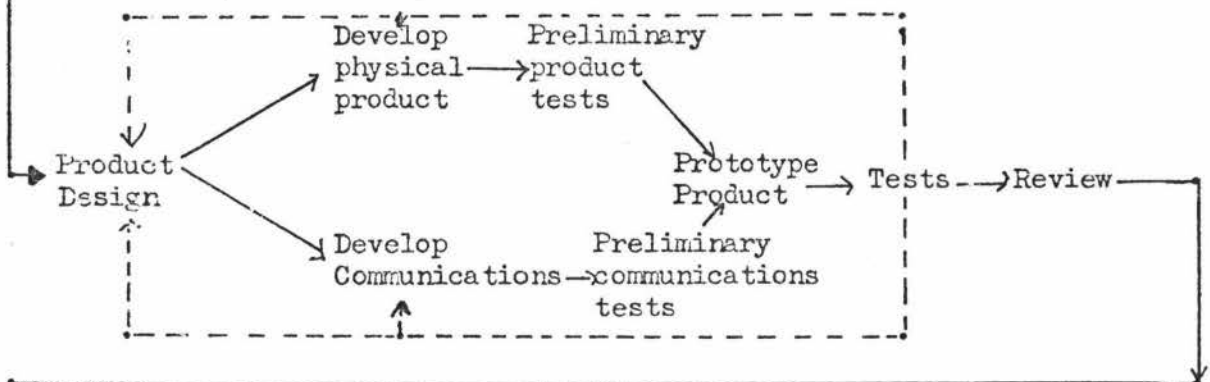 Develop
physical
product
Preliminary
product
tests
Product
Design
Prototype
Product
Tests
Review
Develop
Communications
Preliminary
communications
tests